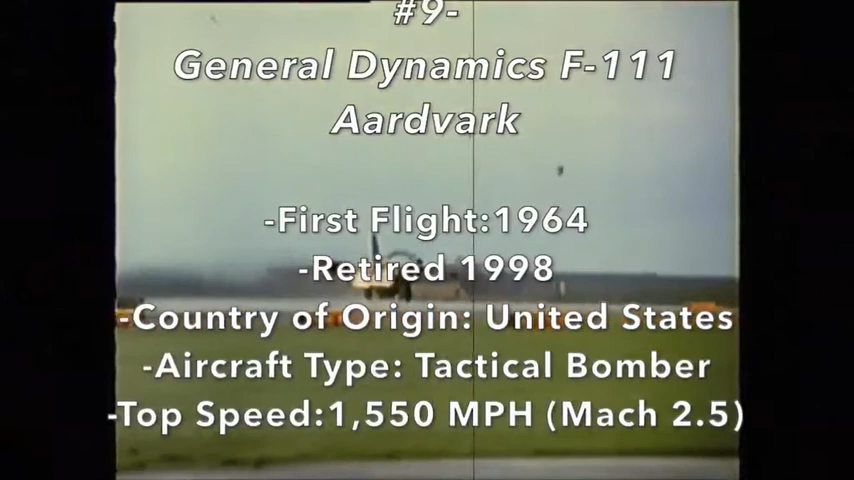 #9-
General Dynamics F-111
Aardvark
-First Flight:1964
-Retired 1998
-Country of Origin: United States
-Aircraft Type: Tactical Bomber
-Top Speed:1,550 MPH (Mach 2.5)